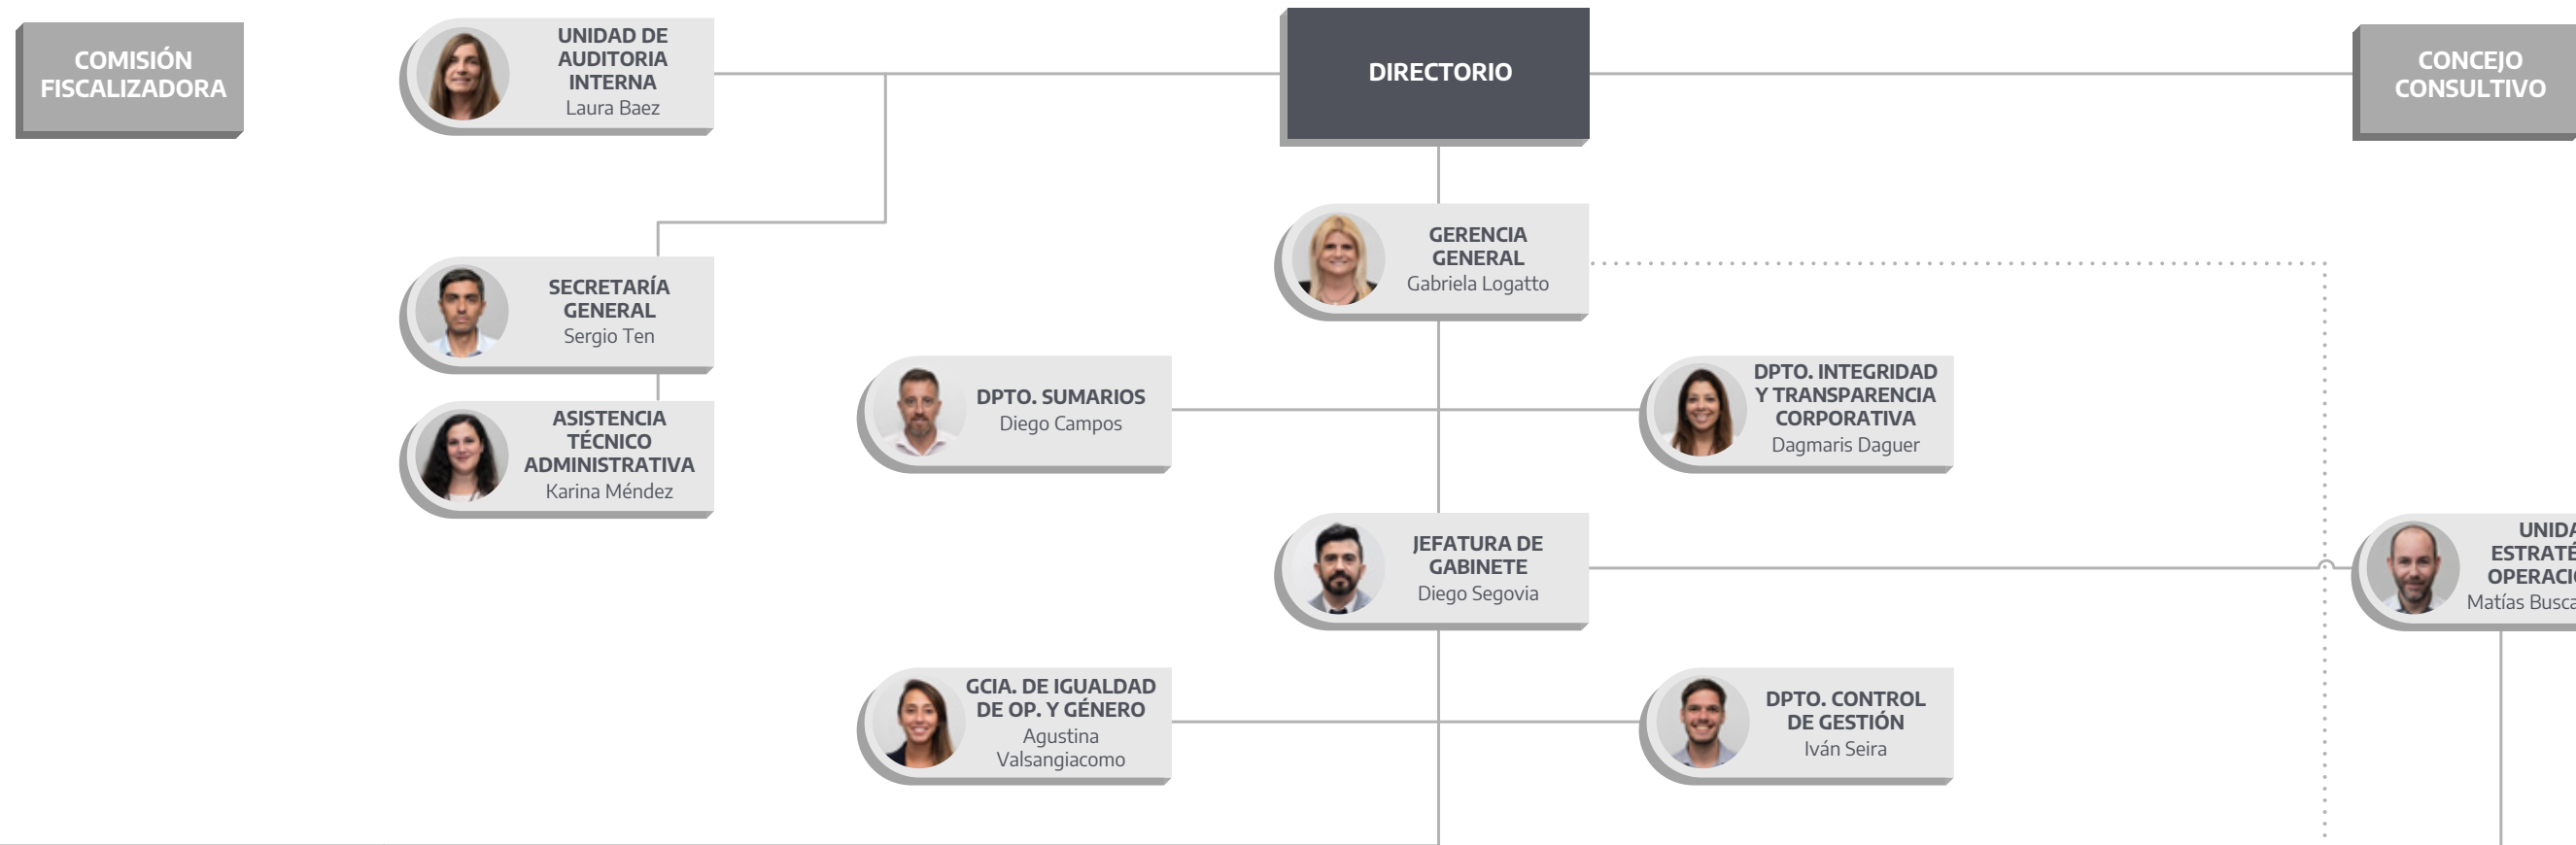 COMISIÓN
FISCALIZADORA
UNIDAD DE
AUDITORIA
INTERNA
Laura Baez
DIRECTORIO
CONCEJO
CONSULTIVO
GERENCIA
GENERAL
Gabriela Logatto
SECRETARÍA
GENERAL
Sergio Ten
DPTO. SUMARIOS
Diego Campos
DPTO. INTEGRIDAD
Y TRANSPARENCIA
CORPORATIVA
Dagmaris Daguer
ASISTENCIA
TÉCNICO
ADMINISTRATIVA
Karina Méndez
JEFATURA DE
GABINETE
Diego Segovia
Matías
GCIA. DE IGUALDAD
DE OP. Y GÉNERO
Agustina
Valsangiacomo
DPTO. CONTROL
DE GESTIÓN
Iván Seira